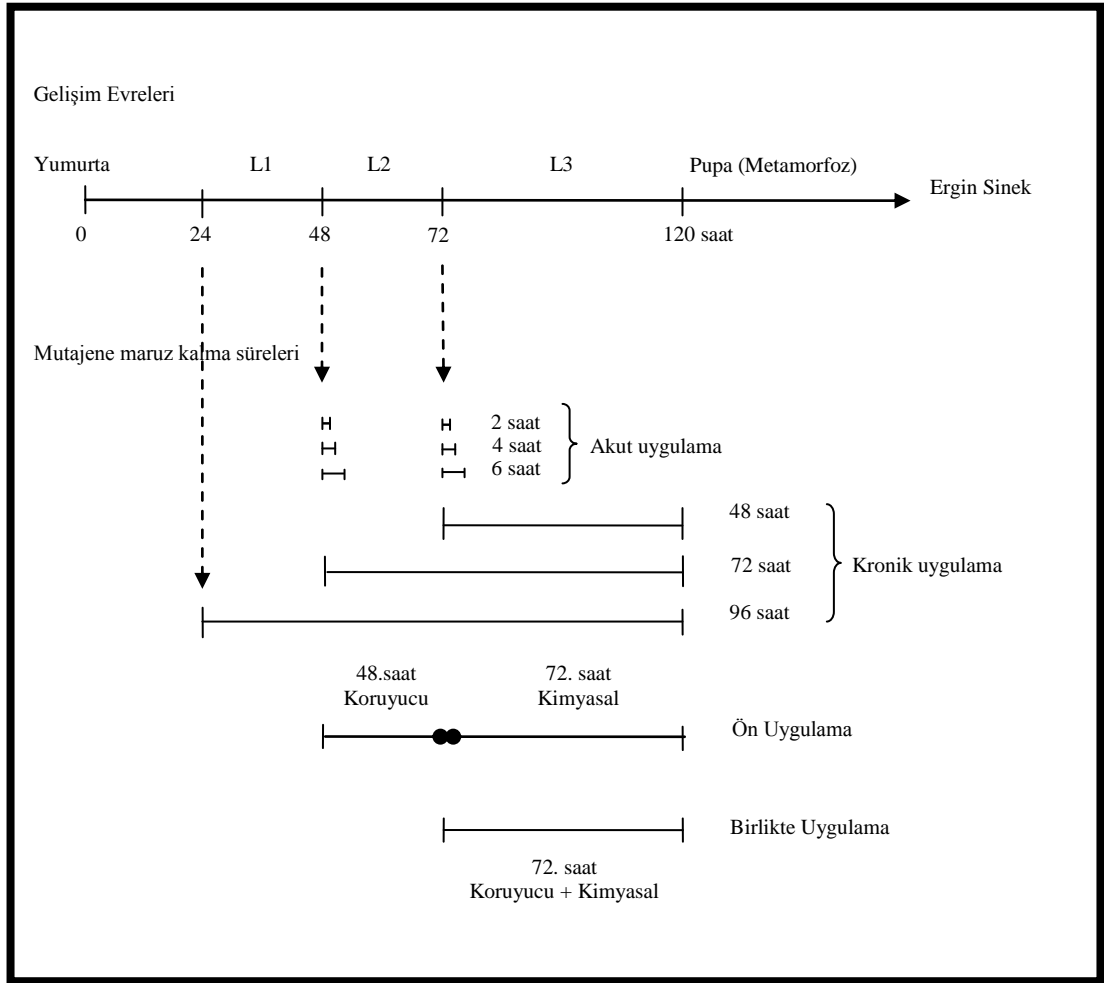 Gelişim Evreleri
Yumurta L1 L2 L3 Pupa (Metamorfoz)
Ergin Sinek
0 24 48 72 120 saat
Mutajene maruz kalma süreleri
2 saat
4 saat
6 saat
Akut uygulama
48 saat
72 saat
96 saat
Kronik uygulama
48.saat
Koruyucu
72. saat
Kimyasal
Ön Uygulama
Birlikte Uygulama
72. saat
Koruyucu + Kimyasal